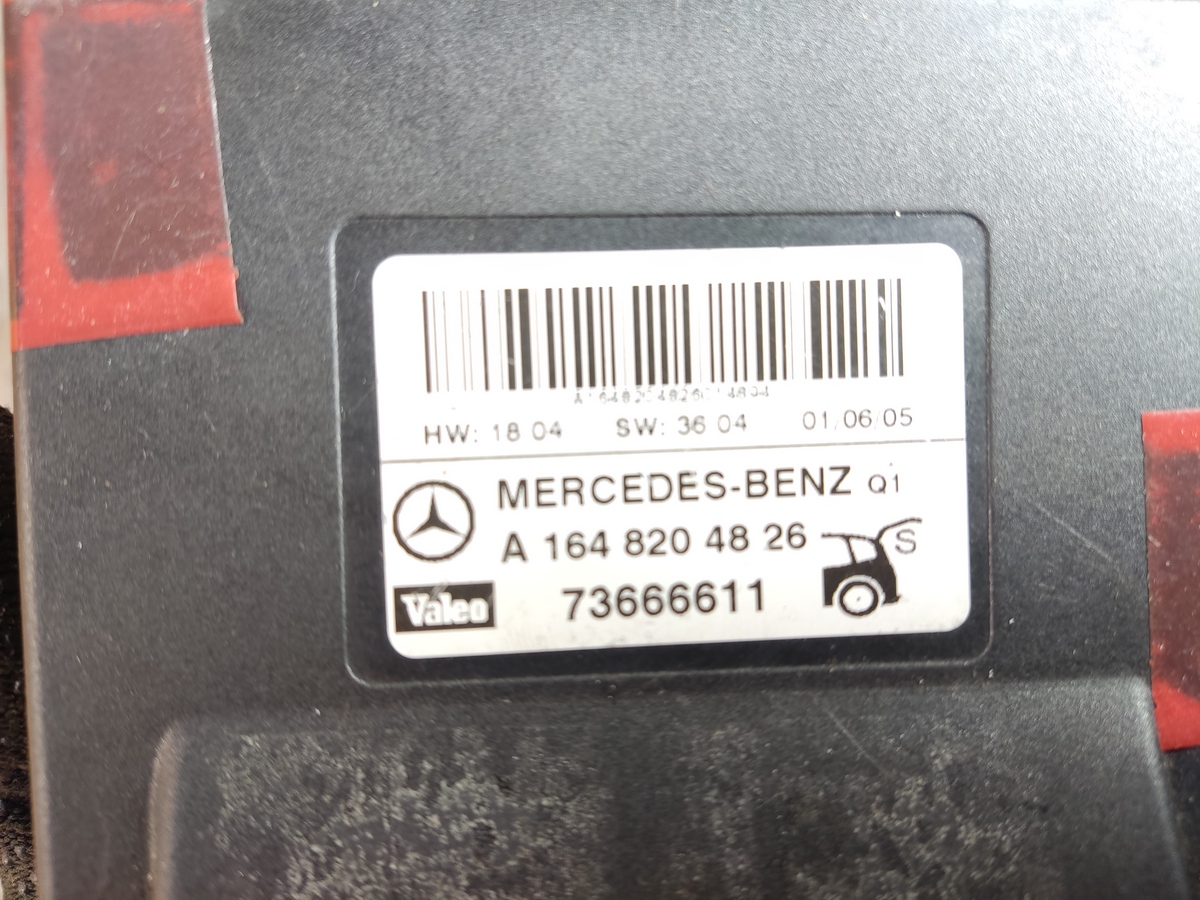 HW: 18 04 SW: 36 04 01/06/05
MERCEDES-BENZ Q1
A 164 820 48 26
S
Valeo 73666611